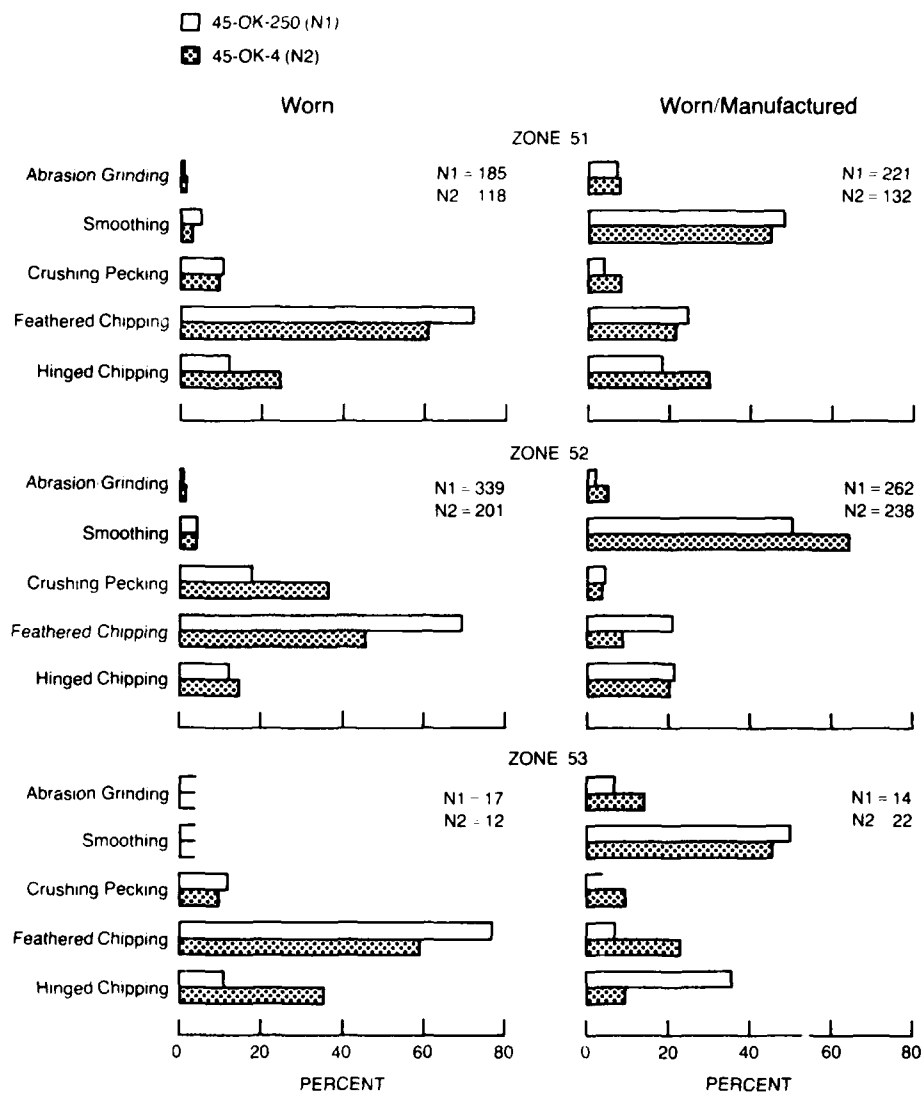 45-OK-250 (N1)
45-OK-4 (N2)
Worn
Worn/Manufactured
ZONE 51
Abrasion Grinding
Smoothing
Crushing Pecking
Feathered Chipping
Hinged Chipping
N1 = 185
N2 118
N1 = 221
N2 = 132
ZONE 52
Abrasion Grinding
Smoothing
Crushing Pecking
Feathered Chipping
Hinged Chipping
N1 = 339
N2 = 201
N1 = 262
N2 = 238
ZONE 53
Abrasion Grinding
Smoothing
Crushing Pecking
Feathered Chipping
Hinged Chipping
N1 - 17
N2 = 12
N1 = 14
N2 22
0 20 40 60 80
0 20 40 60 80
PERCENT
PERCENT